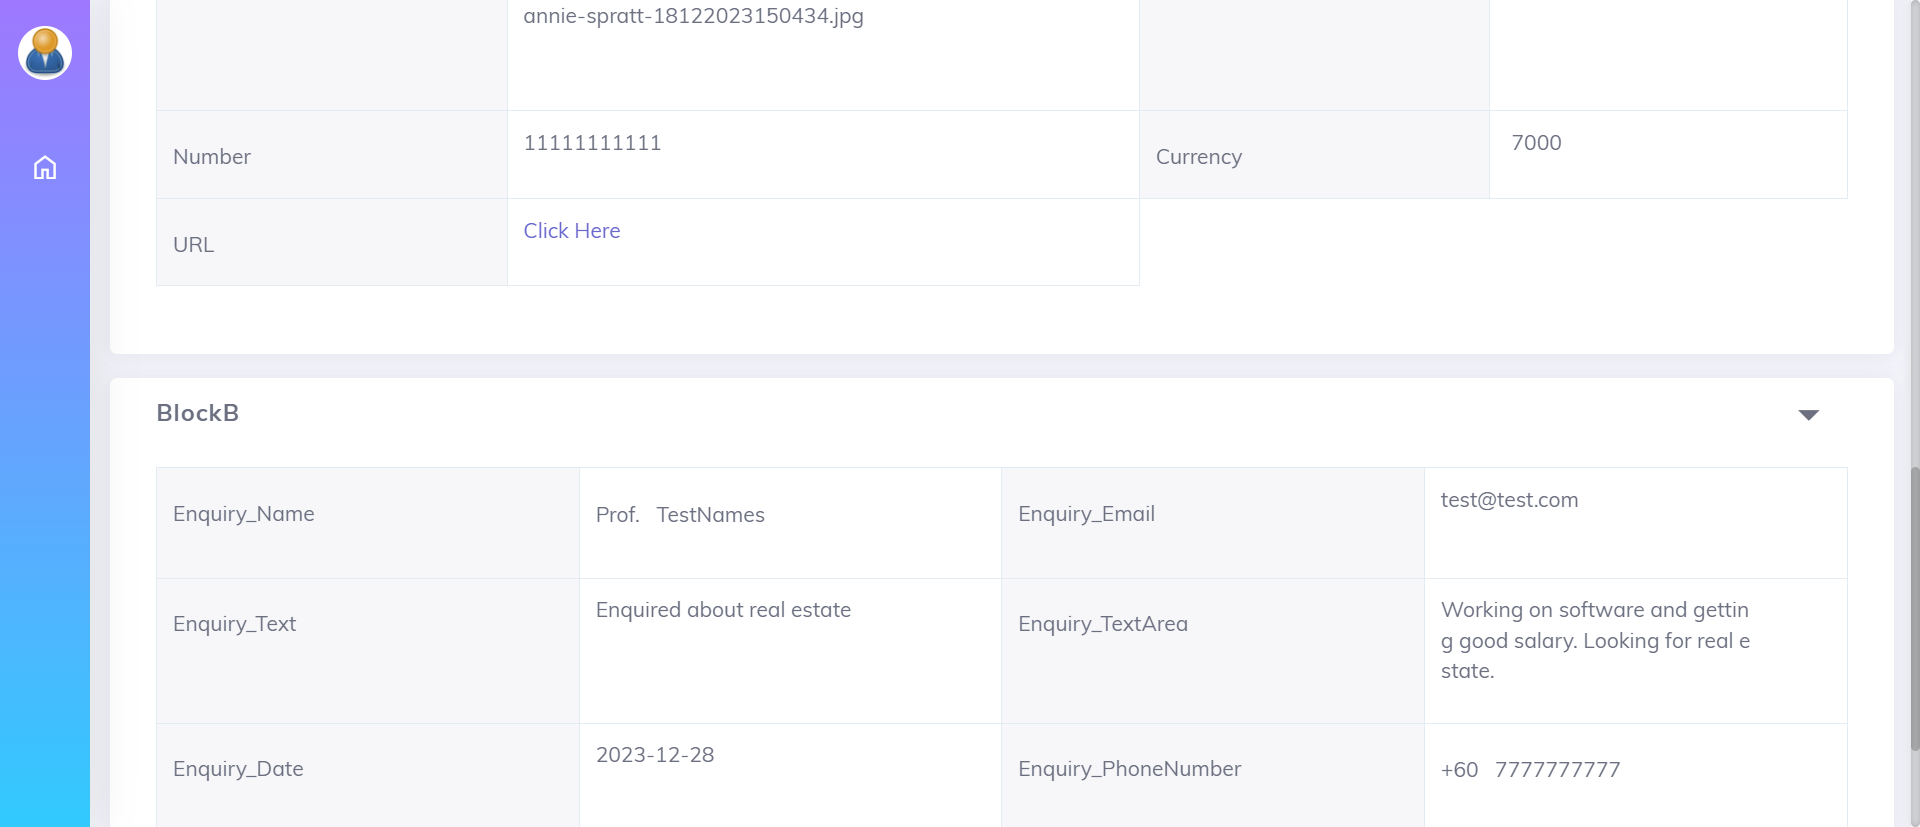 annie-spratt-18122023150434.jpg
Number
11111111111
Currency
7000
URL
Click Here
BlockB
Enquiry_Name
Prof. TestNames
Enquiry_Email
test@test.com
Enquiry_Text
Enquired about real estate
Enquiry_TextArea
Working on software and gettin
g good salary. Looking for real e
state.
Enquiry_Date
2023-12-28
Enquiry_PhoneNumber
+60 7777777777